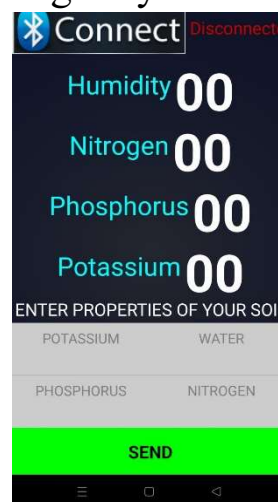 Connect Disconnect
Humidity 00
Nitrogen 00
Phosphorus 00
Potassium 00
ENTER PROPERTIES OF YOUR SOI
POTASSIUM WATER
PHOSPHORUS NITROGEN
SEND